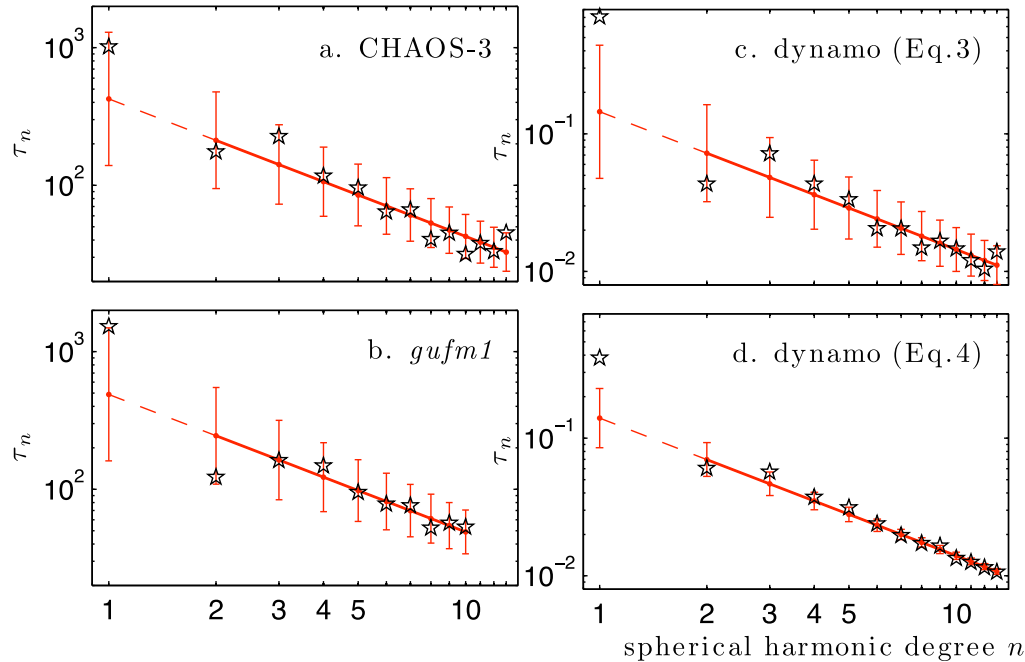 a. CHAOS-3
10³
10²
τₙ
c. dynamo (Eq.3)
10⁻¹
10⁻²
τₙ
b. gufm1
10³
10²
τₙ
1 2 3 4 5 10
d. dynamo (Eq.4)
10⁻¹
10⁻²
τₙ
1 2 3 4 5 10
spherical harmonic degree n